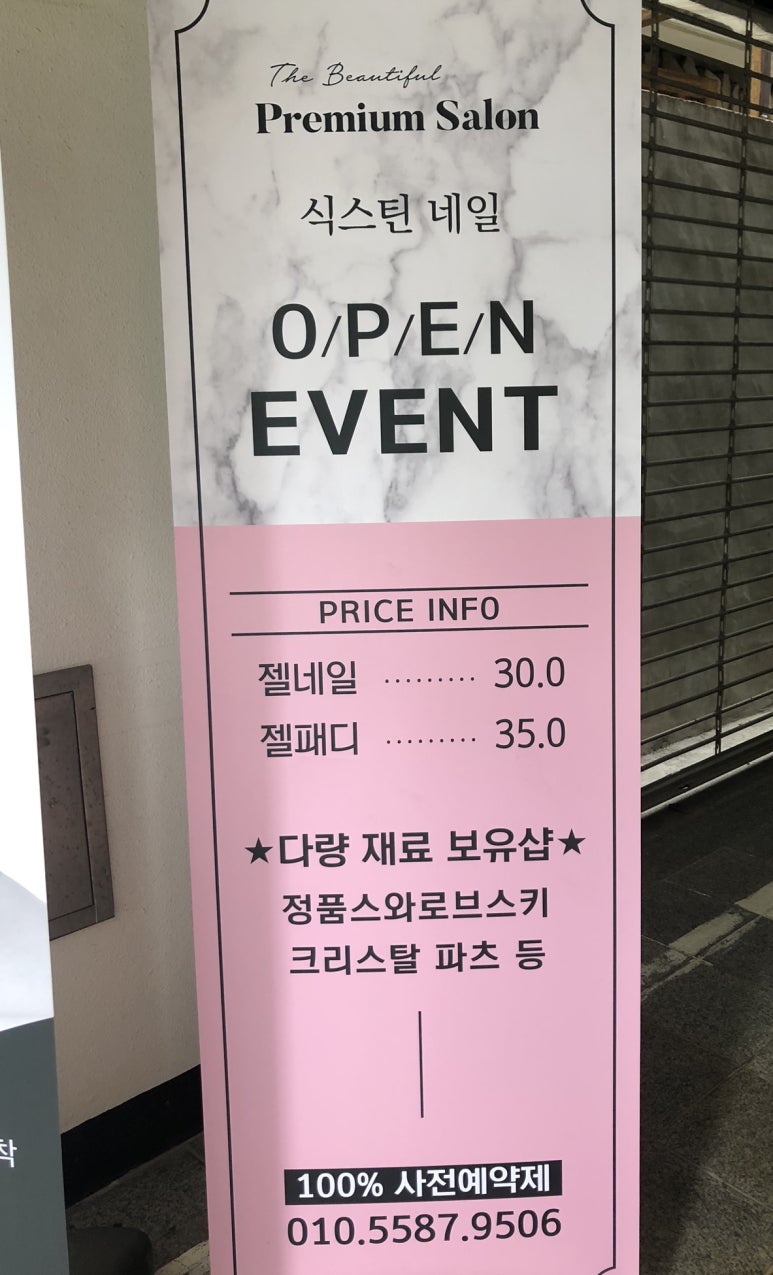 The Beautiful
Premium Salon
식스틴 네일
O/P/E/N
EVENT
PRICE INFO
젤네일 ········· 30.0
젤패디 ········· 35.0
★다량 재료 보유샵★
정품스와로브스키
크리스탈 파츠 등
100% 사전예약제
010.5587.9506
착